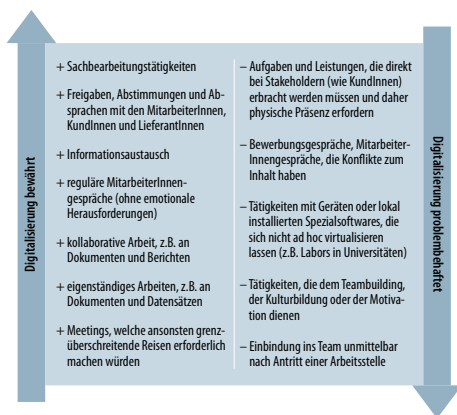 Digitalisierung bewährt
+ Sachbearbeitungstätigkeiten
+ Freigaben, Abstimmungen und Ab-
sprachen mit den MitarbeiterInnen,
KundInnen und LieferantInnen
+ Informationsaustausch
+ reguläre MitarbeiterInnen-
gespräche (ohne emotionale
Herausforderungen)
+ kollaborative Arbeit, z.B. an
Dokumenten und Berichten
+ eigenständiges Arbeiten, z.B. an
Dokumenten und Datensätzen
+ Meetings, welche ansonsten grenz-
überschreitende Reisen erforderlich
machen würden
– Aufgaben und Leistungen, die direkt
bei Stakeholdern (wie KundInnen)
erbracht werden müssen und daher
physische Präsenz erfordern
– Bewerbungsgespräche, Mitarbeiter-
Innengespräche, die Konflikte zum
Inhalt haben
– Tätigkeiten mit Geräten oder lokal
installierten Spezialsoftwares, die
sich nicht ad hoc virtualisieren
lassen (z.B. Labors in Universitäten)
– Tätigkeiten, die dem Teambuilding,
der Kulturbildung oder der Motiva-
tion dienen
– Einbindung ins Team unmittelbar
nach Antritt einer Arbeitsstelle
Digitalisierung problembehaftet